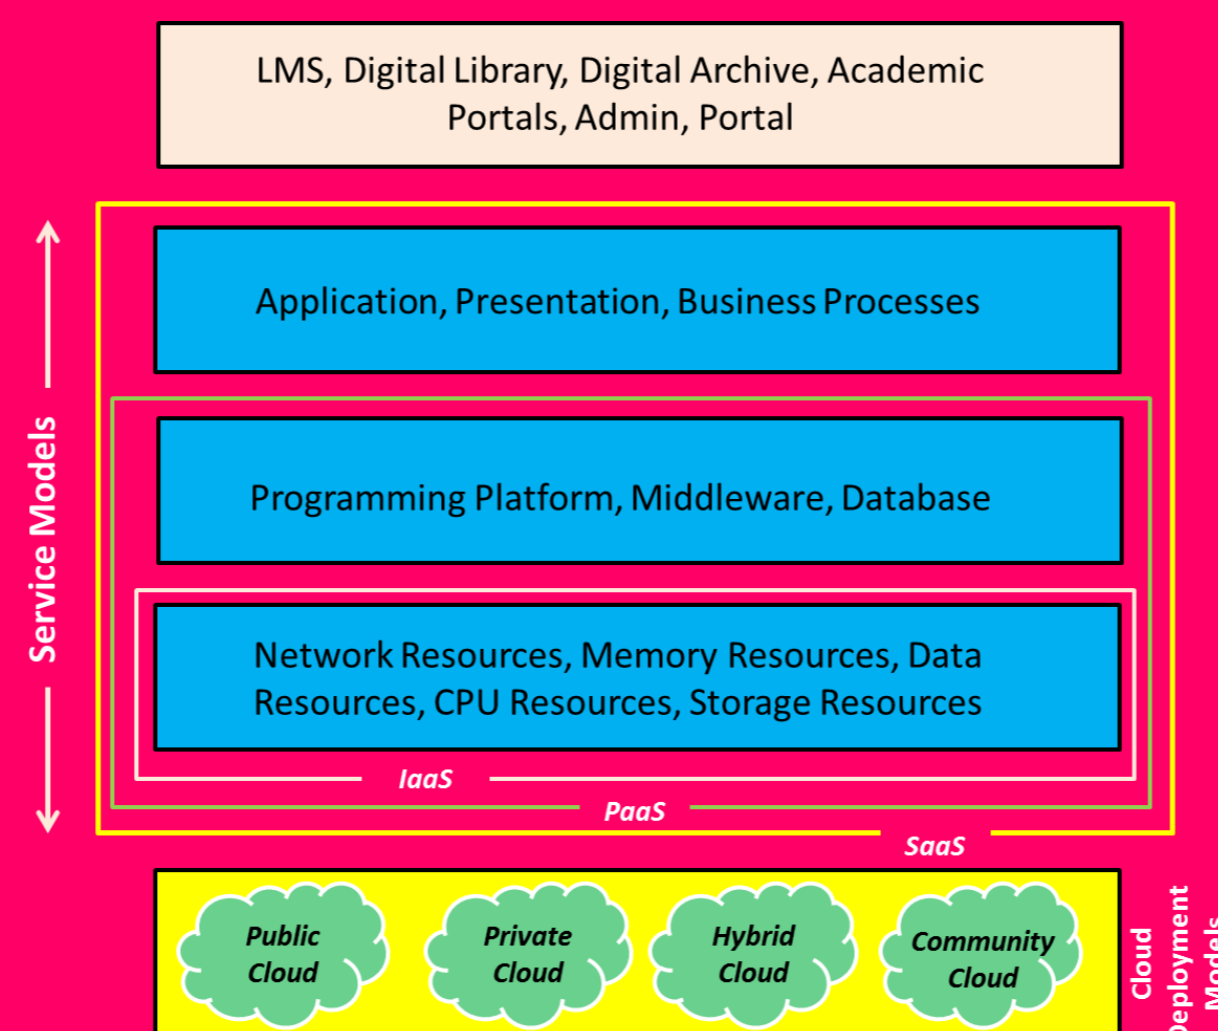 LMS, Digital Library, Digital Archive, Academic
Portals, Admin, Portal
Application, Presentation, Business Processes
Service Models
Programming Platform, Middleware, Database
Network Resources, Memory Resources, Data
Resources, CPU Resources, Storage Resources
IaaS
PaaS
SaaS
Public
Cloud
Private
Cloud
Hybrid
Cloud
Community
Cloud
Cloud
Deployment
Models